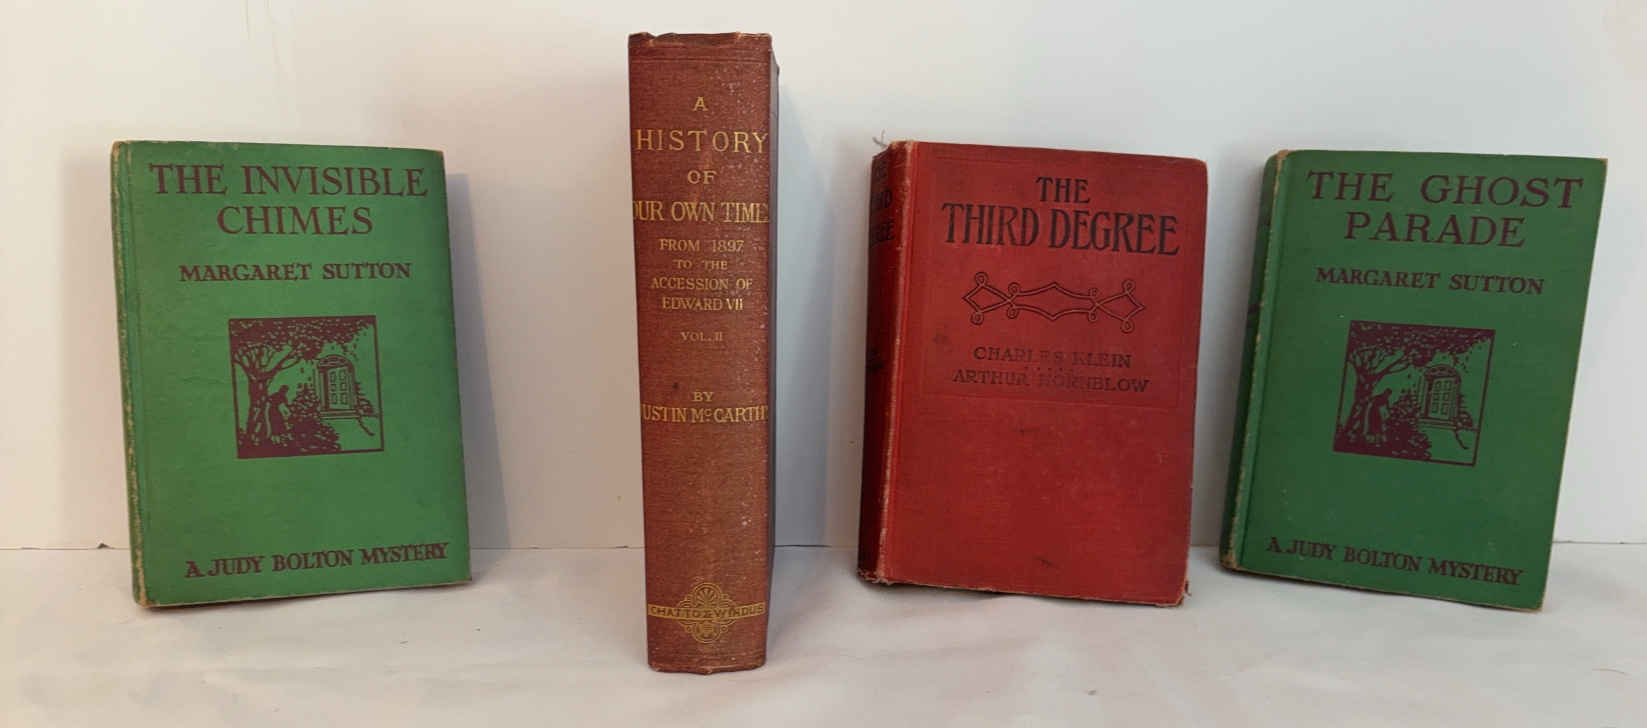 THE INVISIBLE
CHIMES
MARGARET SUTTON
A JUDY BOLTON MYSTERY
A
HISTORY
OF
OUR OWN TIMES
FROM 1897
TO THE
ACCESSION OF
EDWARD VII
VOL. II
BY
JUSTIN McCARTHY
CHATTO & WINDUS
THE
THIRD DEGREE
CHARLES KLEIN
ARTHUR HORNBLOW
THE GHOST
PARADE
MARGARET SUTTON
A JUDY BOLTON MYSTERY